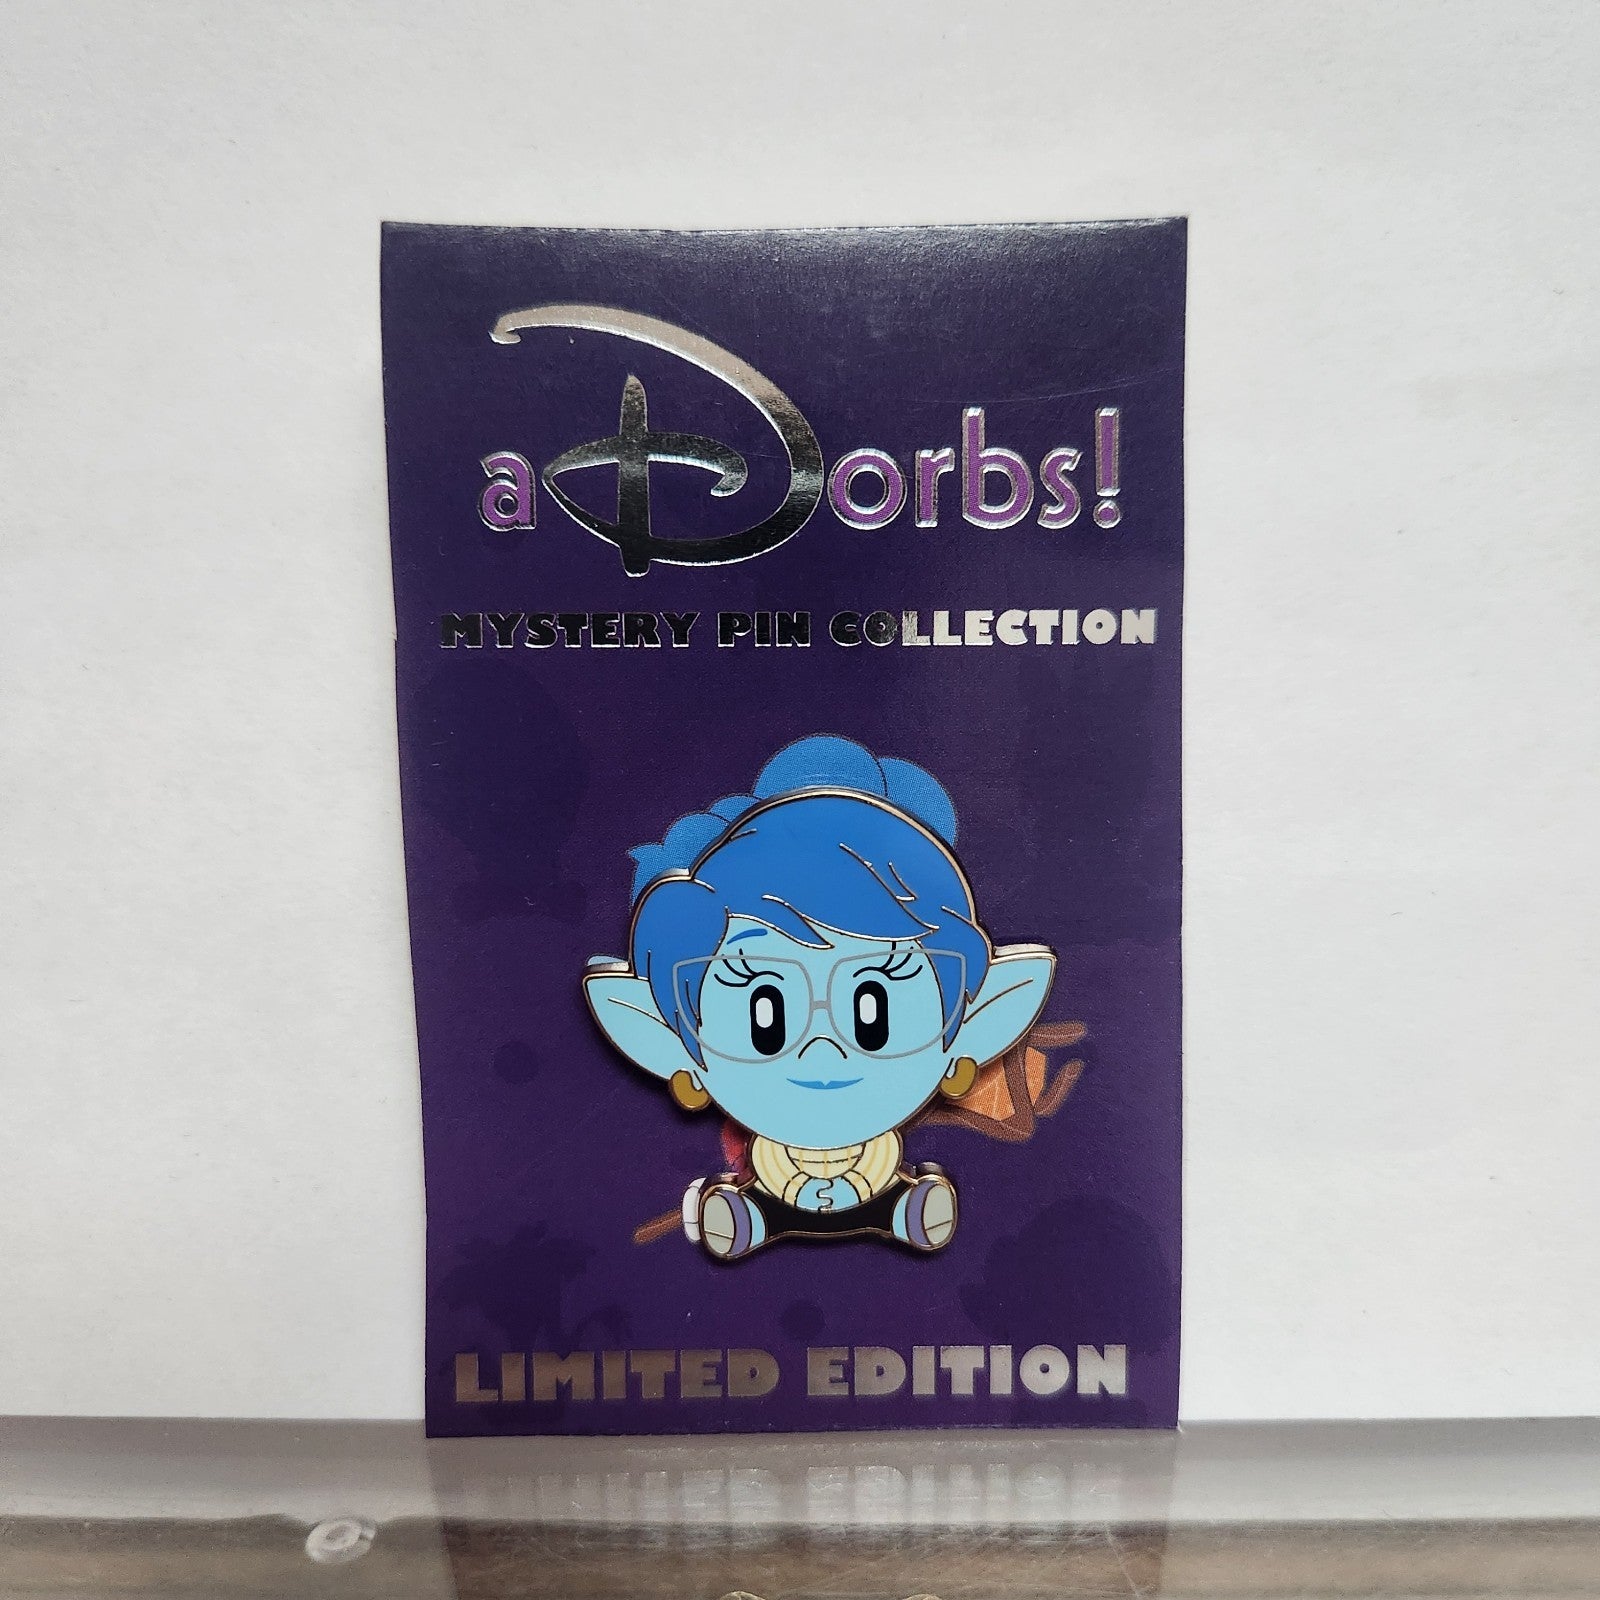 aDorbs!
MYSTERY PIN COLLECTION
LIMITED EDITION